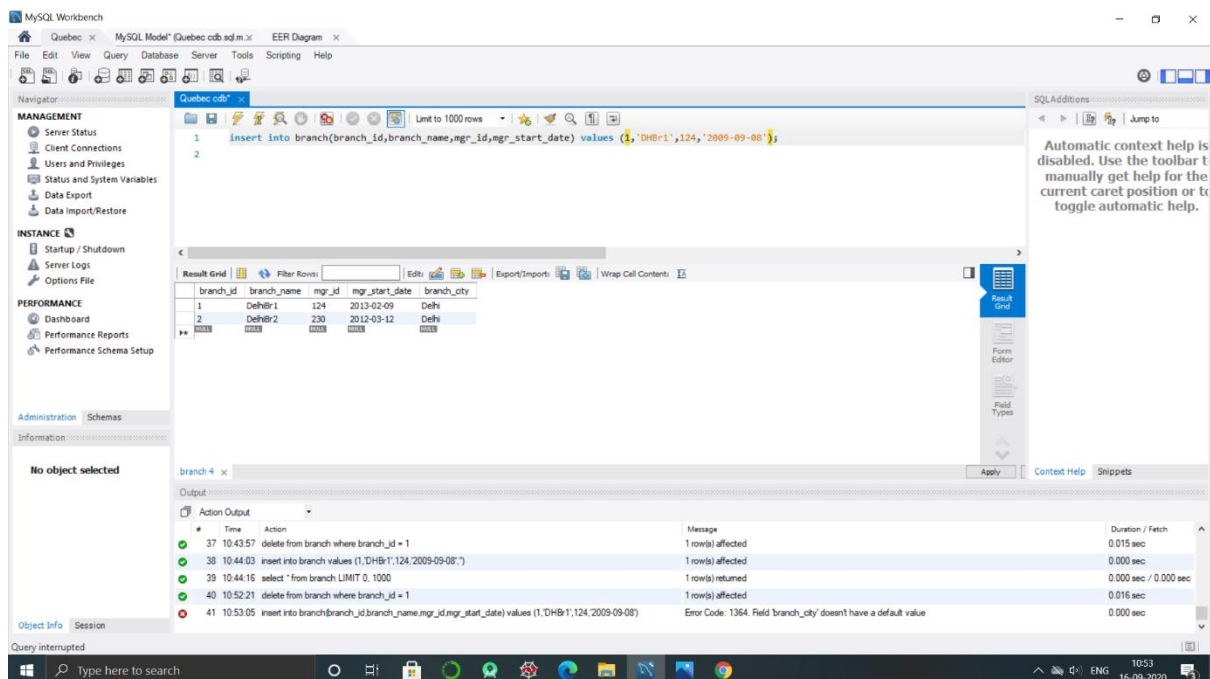 MySQL Workbench
Quebec × MySQL Model* (Quebec cdb.sql.m.× EER Diagram ×
File Edit View Query Database Server Tools Scripting Help
Navigator
Quebec cdb* ×
SQLAdditions
MANAGEMENT
Server Status
Client Connections
Users and Privileges
Status and System Variables
Data Export
Data Import/Restore
INSTANCE
Startup / Shutdown
Server Logs
Options File
PERFORMANCE
Dashboard
Performance Reports
Performance Schema Setup
Administration Schemas
Information
No object selected
Object Info Session
Limit to 1000 rows
1 insert into branch(branch_id,branch_name,mgr_id,mgr_start_date) values (1,'DHBr1',124,'2009-09-08');
2
Result Grid Filter Rows: Edit: Export/Import: Wrap Cell Content:
branch_id branch_name mgr_id mgr_start_date branch_city
1 DelhiBr1 124 2013-02-09 Delhi
2 DelhiBr2 230 2012-03-12 Delhi
NULL NULL NULL NULL NULL
Result Grid
Form Editor
Field Types
branch 4 ×
Apply
Jump to
Automatic context help is
disabled. Use the toolbar t
manually get help for the
current caret position or to
toggle automatic help.
Context Help Snippets
Output
Action Output
# Time Action Message Duration / Fetch
37 10:43:57 delete from branch where branch_id = 1 1 row(s) affected 0.015 sec
38 10:44:03 insert into branch values (1,'DHBr1',124,'2009-09-08','') 1 row(s) affected 0.000 sec
39 10:44:16 select * from branch LIMIT 0, 1000 1 row(s) returned 0.000 sec / 0.000 sec
40 10:52:21 delete from branch where branch_id = 1 1 row(s) affected 0.016 sec
41 10:53:05 insert into branch(branch_id,branch_name,mgr_id,mgr_start_date) values (1,'DHBr1',124,'2009-09-08') Error Code: 1364. Field 'branch_city' doesn't have a default value 0.000 sec
Query interrupted
Type here to search
ENG
10:53
16-09-2020
3